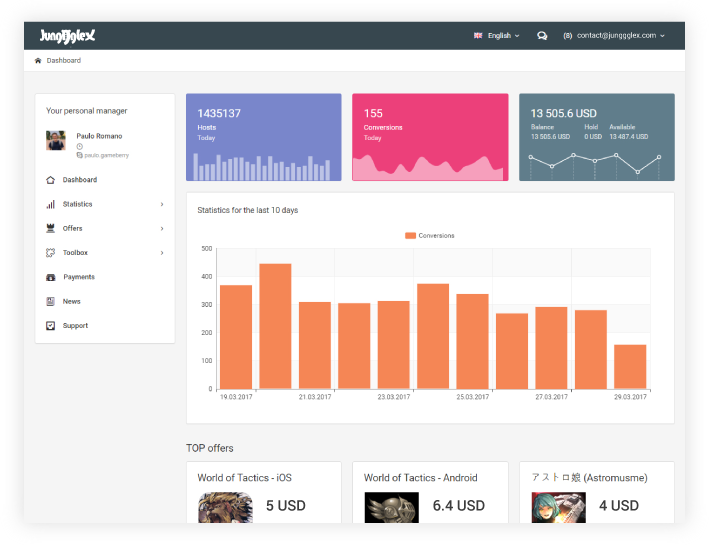 Junggglex
English
(8) contact@junggglex.com
Dashboard
Your personal manager
Paulo Romano
paulo.gameberry
Dashboard
Statistics
Offers
Toolbox
Payments
News
Support
1435137
Hosts
Today
155
Conversions
Today
13 505.6 USD
Balance Hold Available
13 505.6 USD 0 USD 13 487.4 USD
Statistics for the last 10 days
Conversions
500
400
300
200
100
0
19.03.2017 21.03.2017 23.03.2017 25.03.2017 27.03.2017 29.03.2017
TOP offers
World of Tactics - iOS
5 USD
World of Tactics - Android
6.4 USD
アストロ娘 (Astromusme)
4 USD